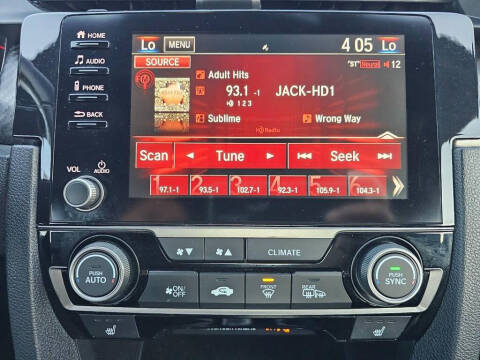 HOME
AUDIO
PHONE
BACK
VOL
AUDIO
Lo MENU 4 05 Lo
SOURCE
"ST" Neural 12
Adult Hits
93.1 -1 JACK-HD1
1 2 3
Sublime
Wrong Way
HD Radio
Scan Tune Seek
1 2 3 4 5 6
97.1-1 93.5-1 102.7-1 92.3-1 105.9-1 104.3-1
CLIMATE
PUSH
AUTO
ON/
OFF
FRONT
REAR
PUSH
SYNC